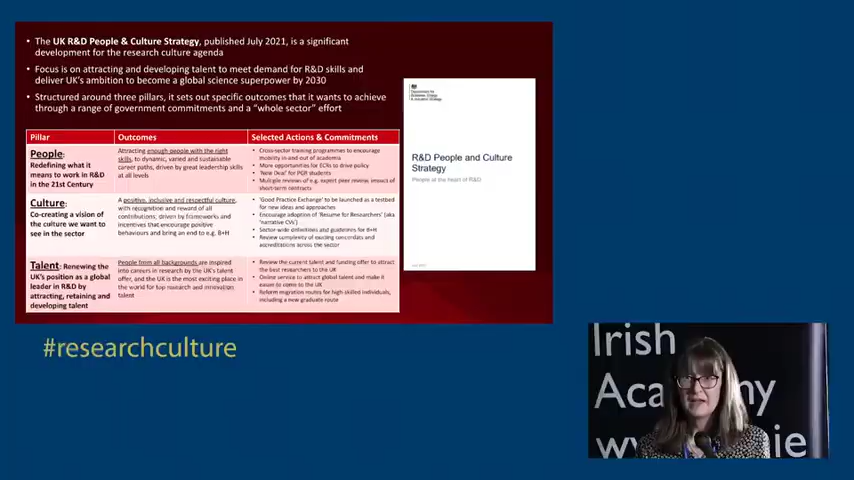 • The UK R&D People & Culture Strategy, published July 2021, is a significant
development for the research culture agenda
• Focus is on attracting and developing talent to meet demand for R&D skills and
deliver UK's ambition to become a global science superpower by 2030
• Structured around three pillars, it sets out specific outcomes that it wants to achieve
through a range of government commitments and a "whole sector" effort
Pillar Outcomes Selected Actions & Commitments
People:
Redefining what it
means to work in R&D
in the 21st Century
Attracting enough people with the right
skills, to dynamic, varied and sustainable
career paths, driven by great leadership skills
at all levels
• Cross-sector training programmes to encourage
mobility in and out of academia
• More opportunities for ECRs to drive policy
• 'New Deal' for PGR students
• Multiple reviews of e.g. expert peer review, impact of
short-term contracts
Culture:
Co-creating a vision of
the culture we want to
see in the sector
A positive, inclusive and respectful culture,
with recognition and reward of all
contributions, driven by frameworks and
incentives that encourage positive
behaviours and bring an end to e.g. B+H
• 'Good Practice Exchange' to be launched as a testbed
for new ideas and approaches
• Encourage adoption of 'Resume for Researchers' (aka
'narrative CVs')
• Sector-wide definitions and guidelines for B+H
• Review complexity of existing concordats and
accreditations across the sector
Talent: Renewing the
UK's position as a global
leader in R&D by
attracting, retaining and
developing talent
People from all backgrounds are inspired
into careers in research by the UK's talent
offer, and the UK is the most exciting place in
the world for top research and innovation
talent
• Review the current talent and funding offer to attract
the best researchers to the UK
• Online service to attract global talent and make it
easier to come to the UK
• Reform migration routes for high skilled individuals,
including a new graduate route
Department for
Business, Energy
& Industrial Strategy
R&D People and Culture
Strategy
People at the heart of R&D
#researchculture
Irish